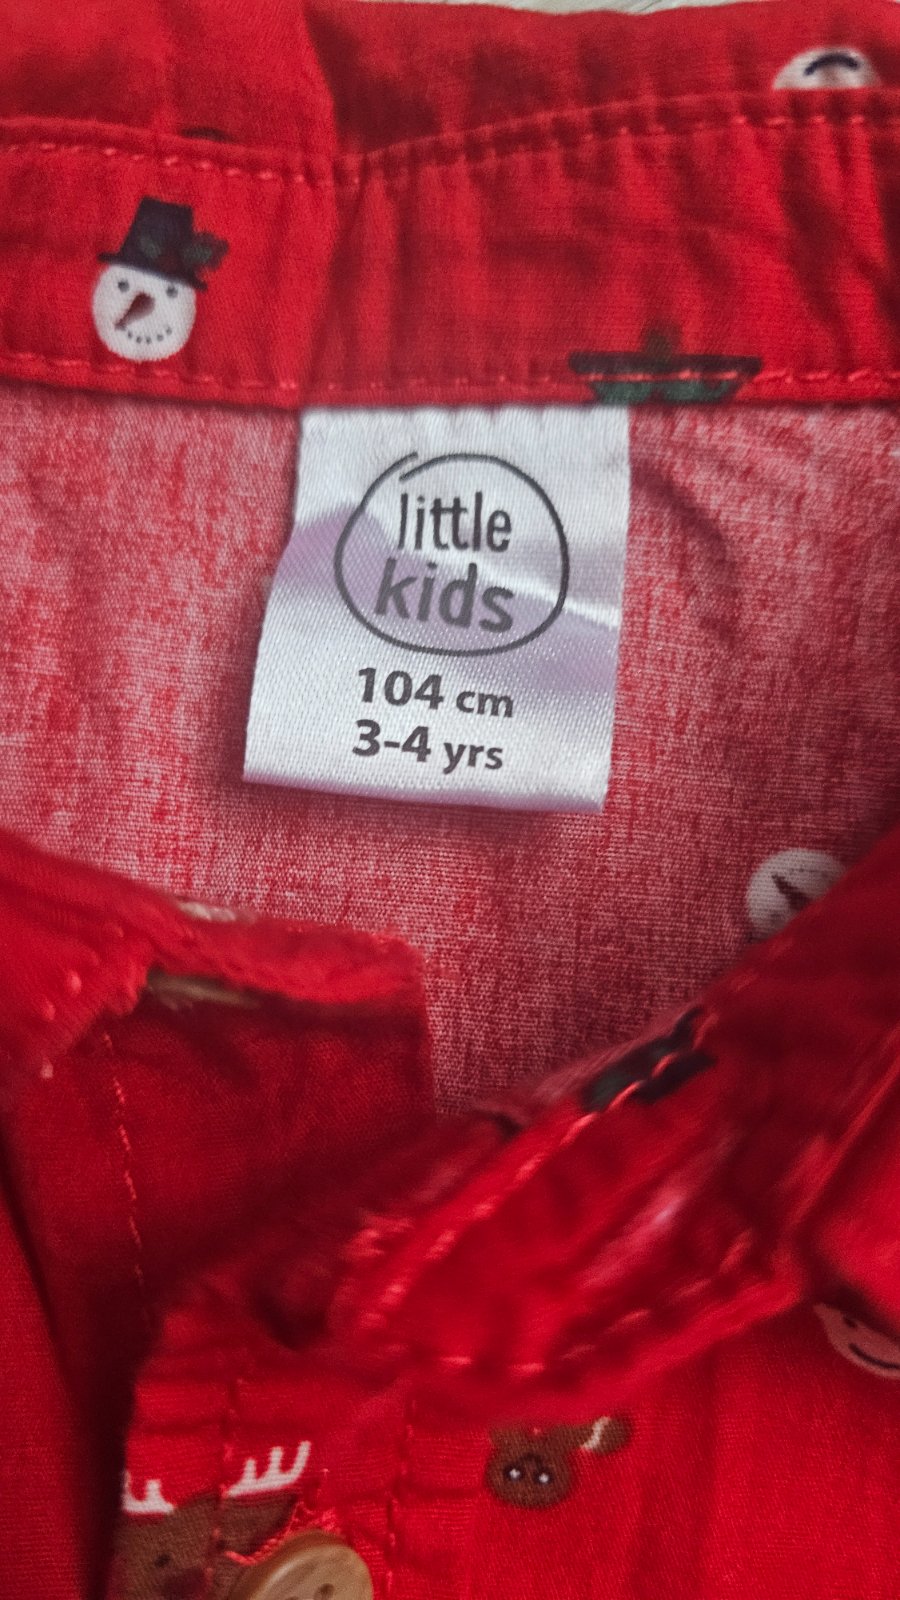 little
kids
104 cm
3-4 yrs